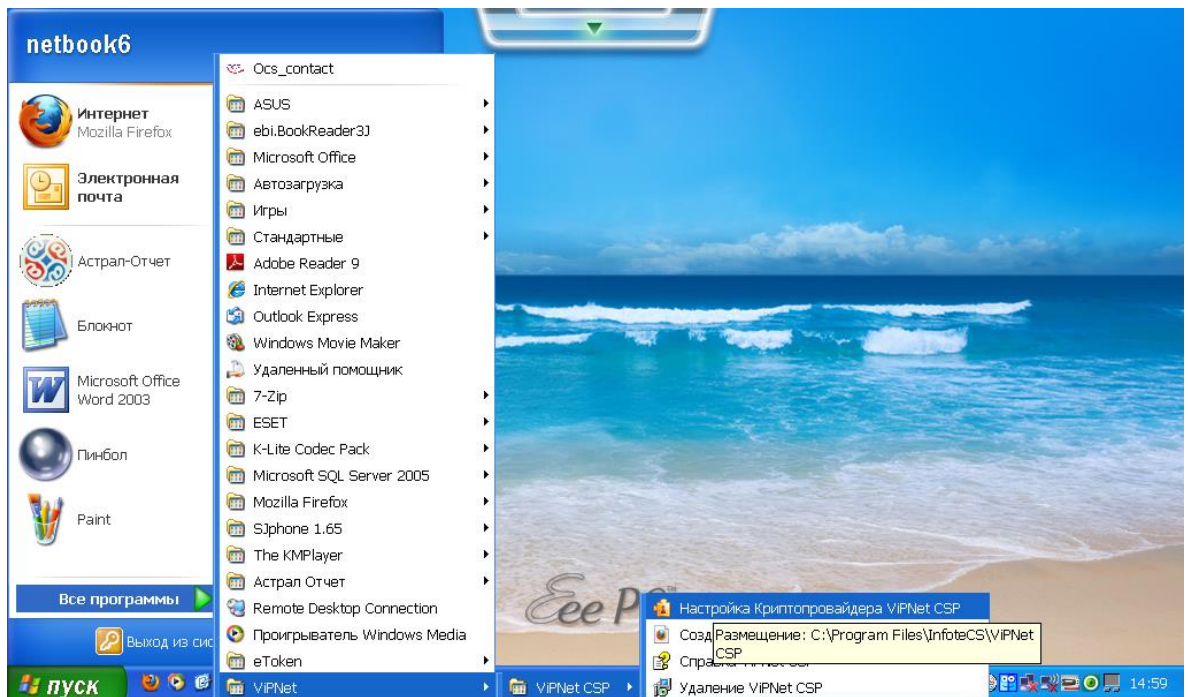 netbook6
Интернет
Mozilla Firefox
Электронная
почта
Астрал-Отчет
Блокнот
Microsoft Office
Word 2003
Пинбол
Paint
Все программы
Выход из сис
пуск
Ocs_contact
ASUS
ebi.BookReader3J
Microsoft Office
Автозагрузка
Игры
Стандартные
Adobe Reader 9
Internet Explorer
Outlook Express
Windows Movie Maker
Удаленный помощник
7-Zip
ESET
K-Lite Codec Pack
Microsoft SQL Server 2005
Mozilla Firefox
SJphone 1.65
The KMPlayer
Астрал Отчет
Remote Desktop Connection
Проигрыватель Windows Media
eToken
ViPNet
ViPNet CSP
Eee PC
Настройка Криптопровайдера ViPNet CSP
Созд
Размещение: C:\Program Files\InfoteCS\ViPNet
CSP
Удаление ViPNet CSP
14:59